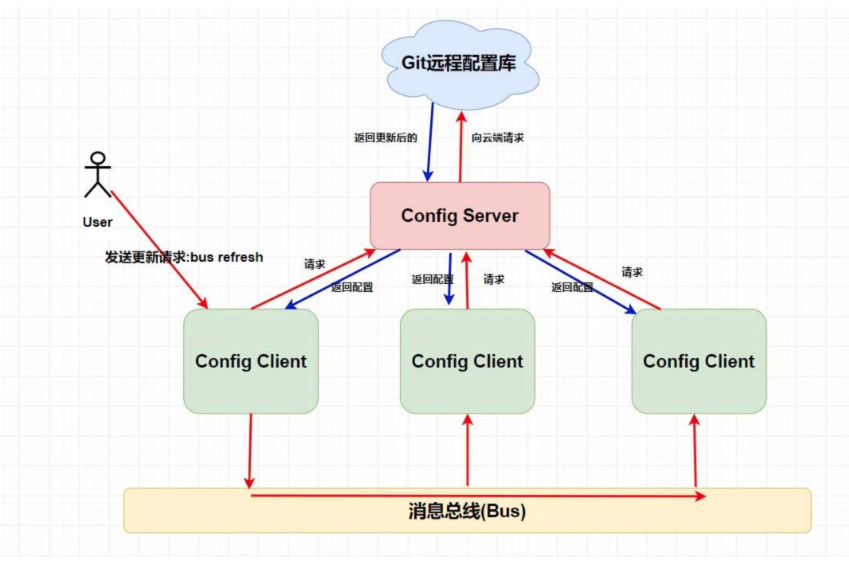 Git远程配置库
返回更新后的
向云端请求
Config Server
User
发送更新请求:bus refresh
请求
返回配置
返回配置
请求
返回配置
请求
Config Client
Config Client
Config Client
消息总线(Bus)